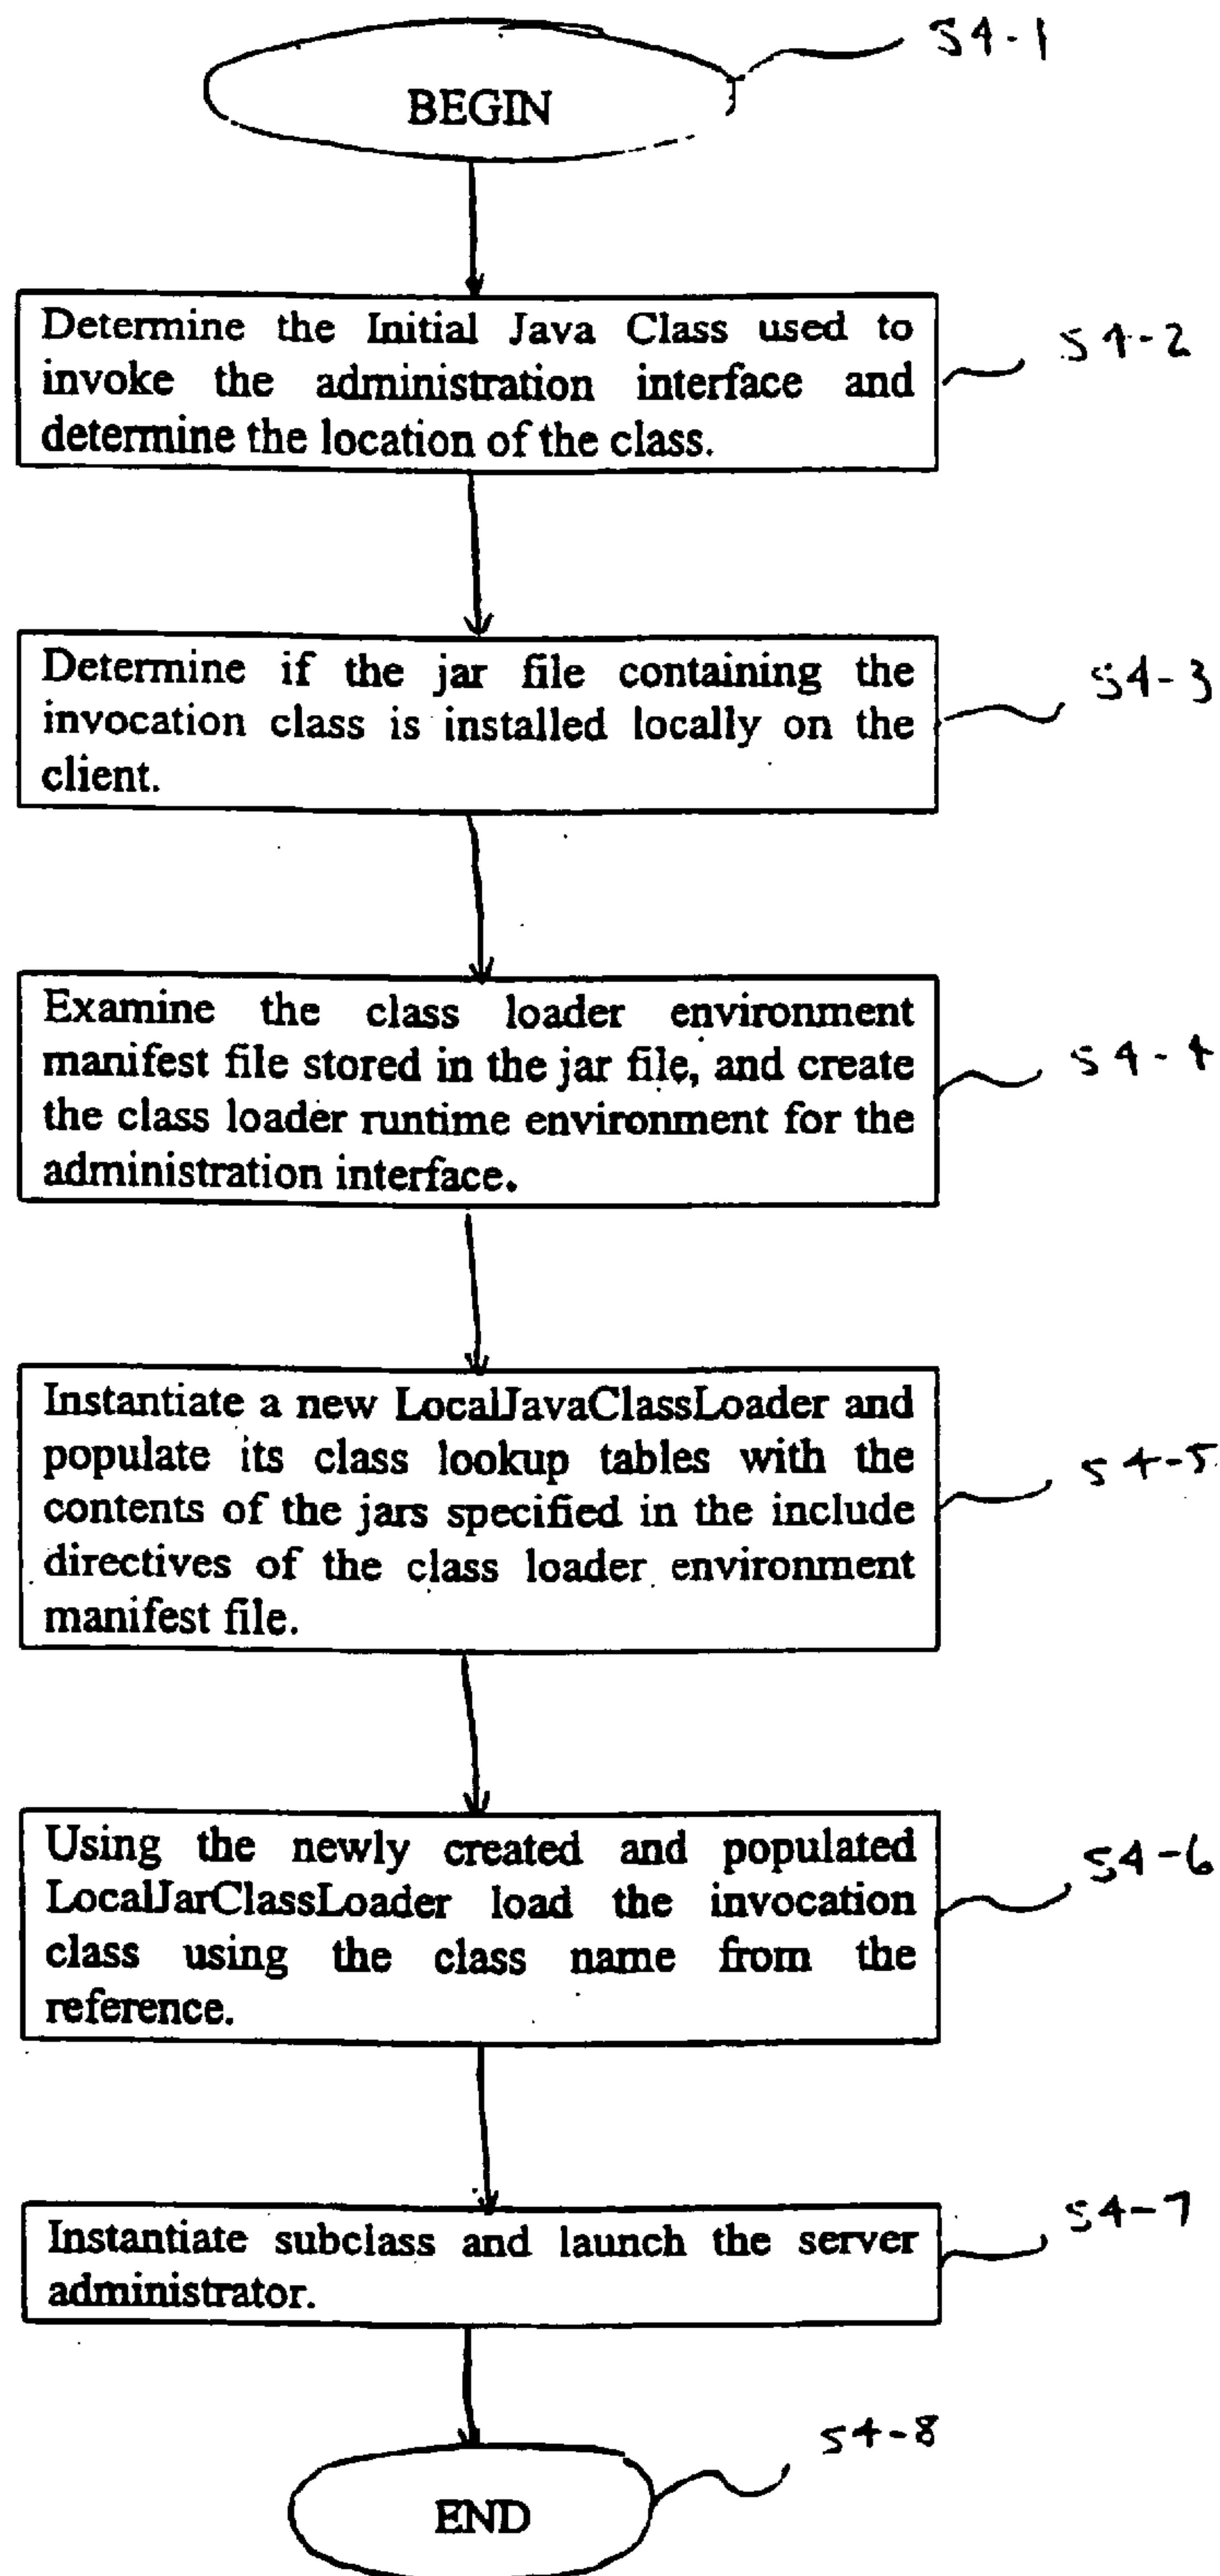 S4-1
BEGIN
Determine the Initial Java Class used to
invoke the administration interface and
determine the location of the class.
S4-2
Determine if the jar file containing the
invocation class is installed locally on the
client.
S4-3
Examine the class loader environment
manifest file stored in the jar file, and create
the class loader runtime environment for the
administration interface.
S4-4
Instantiate a new LocalJavaClassLoader and
populate its class lookup tables with the
contents of the jars specified in the include
directives of the class loader environment
manifest file.
S4-5
Using the newly created and populated
LocalJarClassLoader load the invocation
class using the class name from the
reference.
S4-6
Instantiate subclass and launch the server
administrator.
S4-7
S4-8
END